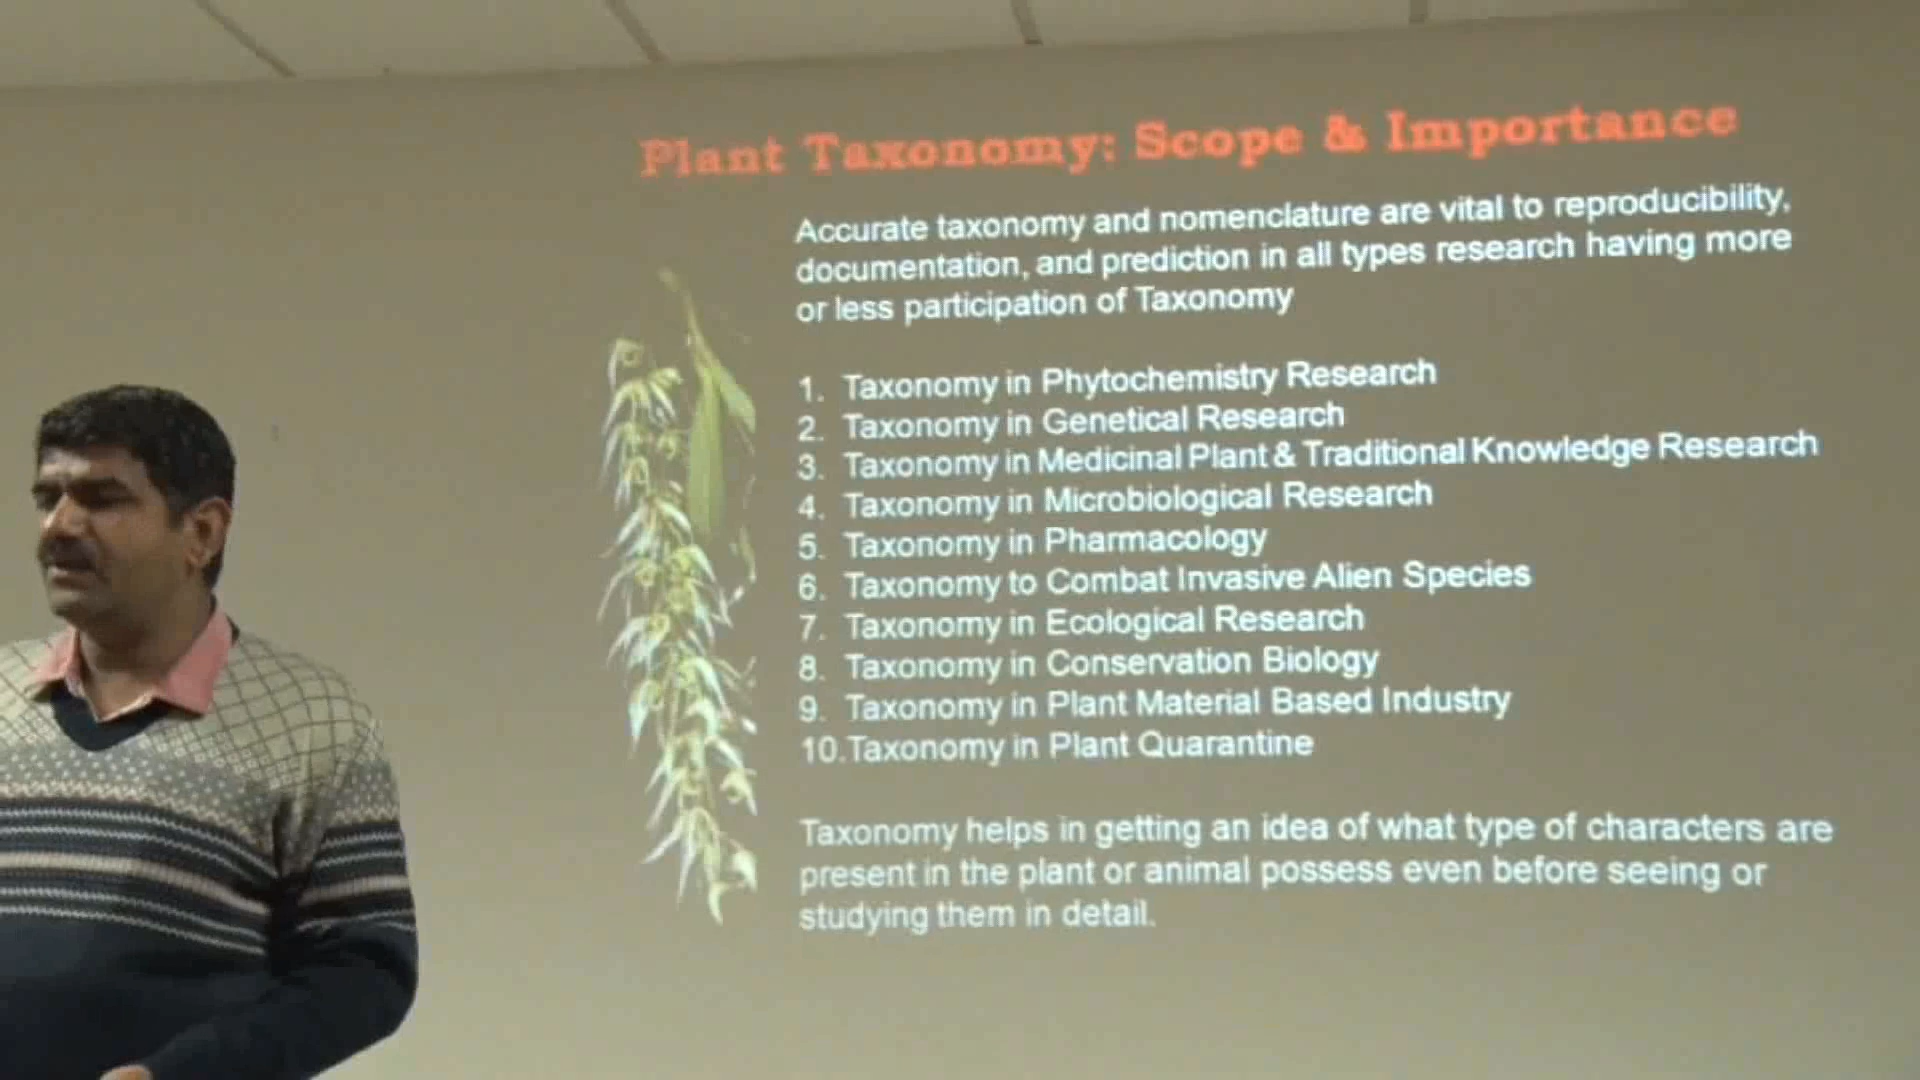 Plant Taxonomy: Scope & Importance
Accurate taxonomy and nomenclature are vital to reproducibility,
documentation, and prediction in all types research having more
or less participation of Taxonomy
1. Taxonomy in Phytochemistry Research
2. Taxonomy in Genetical Research
3. Taxonomy in Medicinal Plant & Traditional Knowledge Research
4. Taxonomy in Microbiological Research
5. Taxonomy in Pharmacology
6. Taxonomy to Combat Invasive Alien Species
7. Taxonomy in Ecological Research
8. Taxonomy in Conservation Biology
9. Taxonomy in Plant Material Based Industry
10.Taxonomy in Plant Quarantine
Taxonomy helps in getting an idea of what type of characters are
present in the plant or animal possess even before seeing or
studying them in detail.